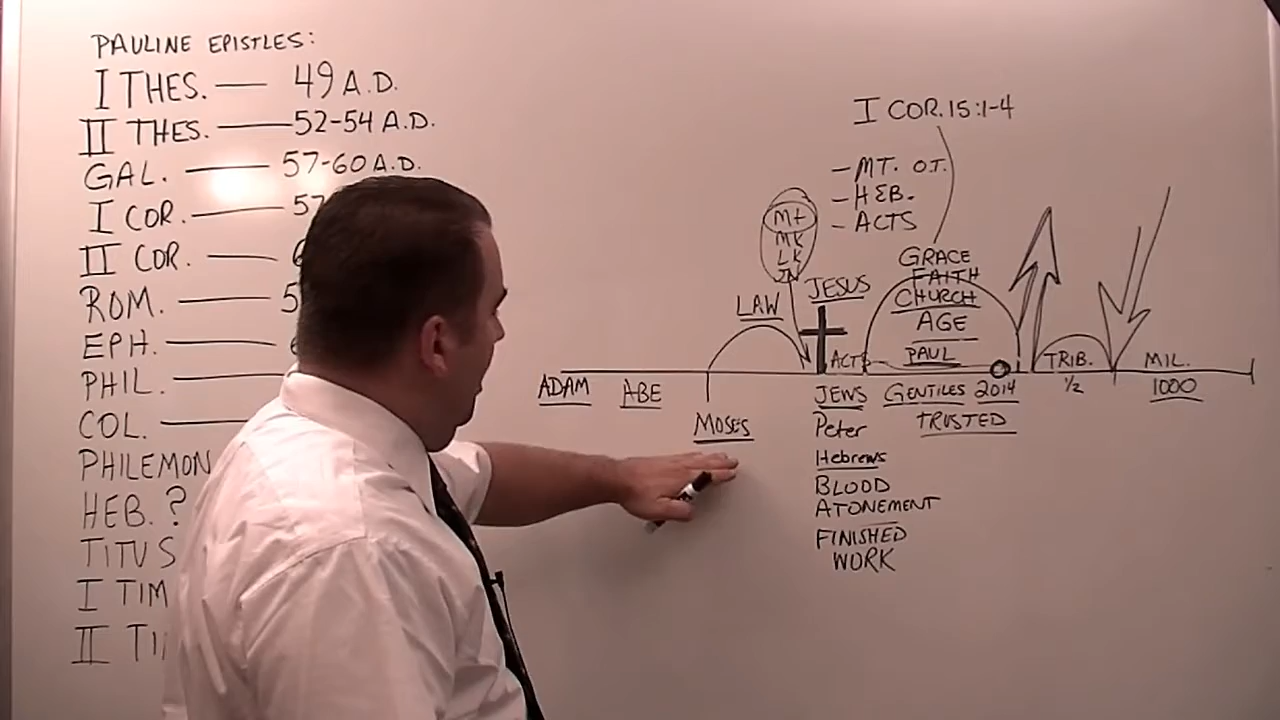 PAULINE EPISTLES:
I THES. — 49 A.D.
II THES. — 52-54 A.D.
GAL. — 57-60 A.D.
I COR. — 57
II COR. —
ROM. — 5
EPH. —
PHIL. —
COL. —
PHILEMON
HEB. ?
TITUS
I TIM
II TI
I COR. 15:1-4
- MT. O.T.
- HEB.
- ACTS
Mt
MK
LK
JN
LAW
JESUS
GRACE
FAITH
CHURCH
AGE
ACTS
PAUL
TRIB.
MIL.
ADAM
ABE
MOSES
JEWS
GENTILES 2014
1/2
1000
Peter
TRUSTED
Hebrews
BLOOD
ATONEMENT
FINISHED
WORK